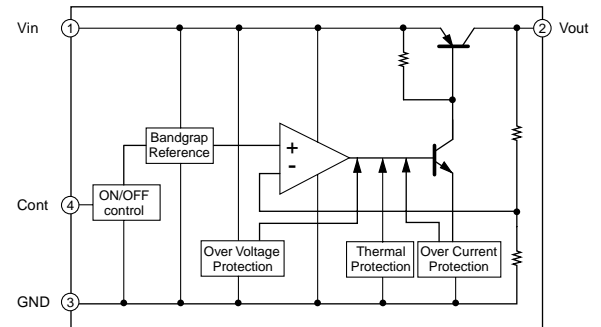 Vin 1 2 Vout
Bandgrap
Reference
+
-
Cont 4
ON/OFF
control
Over Voltage
Protection
Thermal
Protection
Over Current
Protection
GND 3